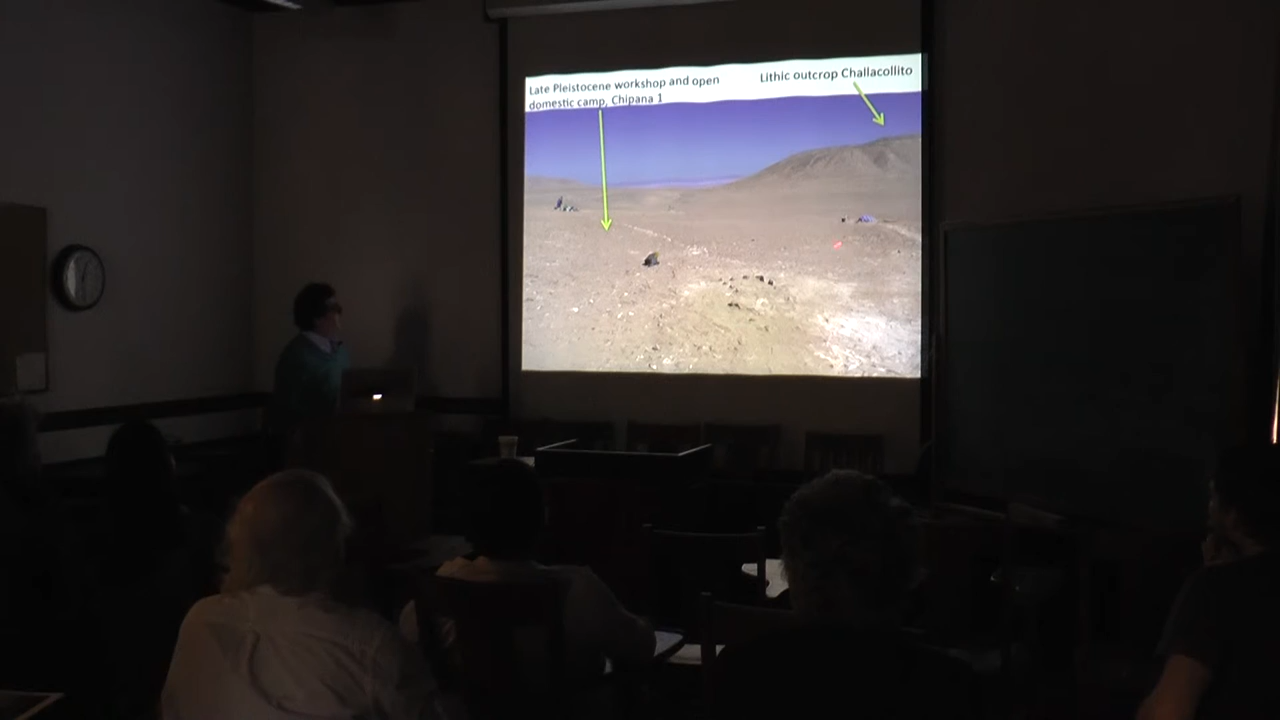 Late Pleistocene workshop and open
domestic camp, Chipana 1
Lithic outcrop Challacollito